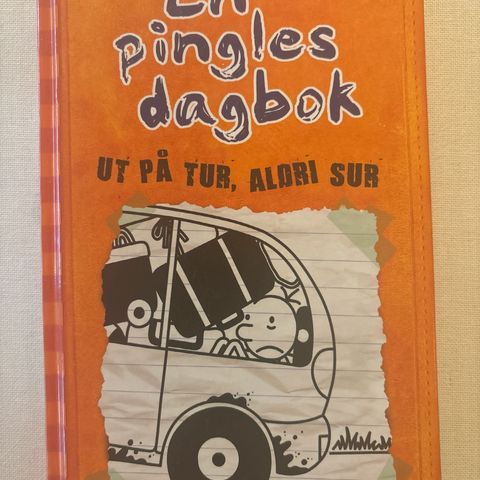 En
pingles
dagbok
UT PÅ TUR, ALDRI SUR